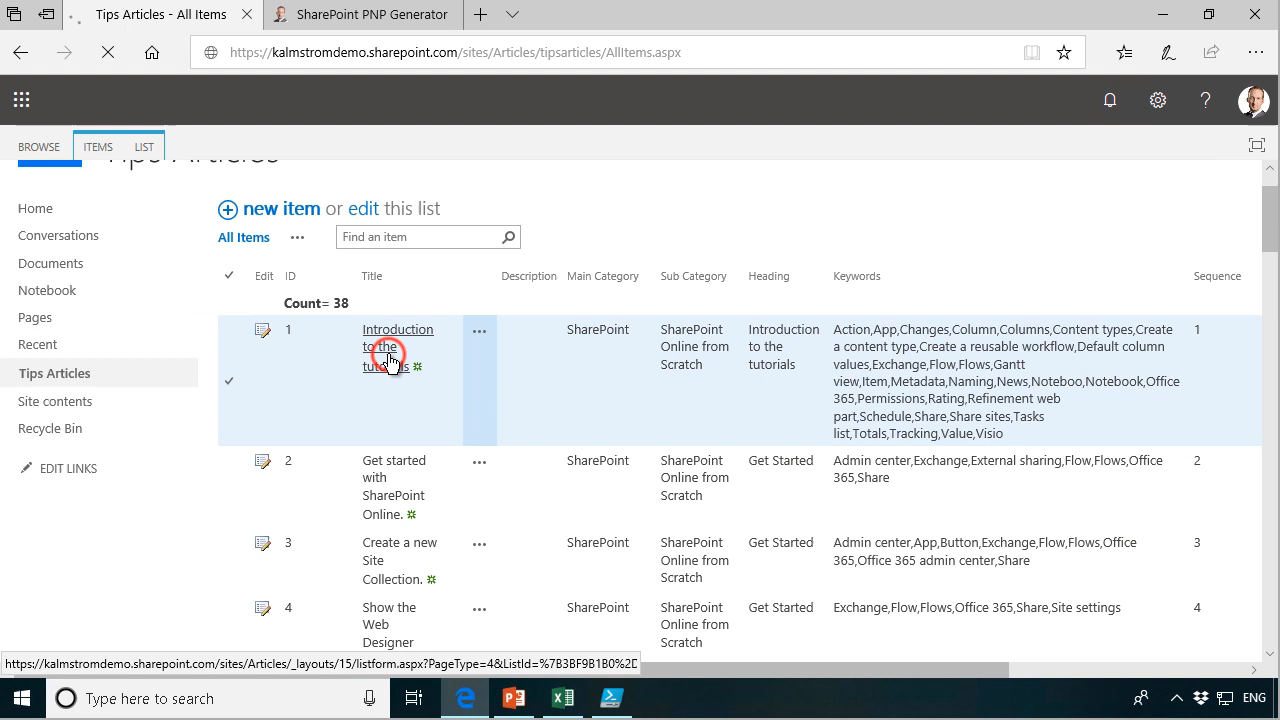 Tips Articles - All Items
SharePoint PNP Generator
https://kalmstromdemo.sharepoint.com/sites/Articles/tipsarticles/AllItems.aspx
BROWSE ITEMS LIST
Tips Articles
Home
Conversations
Documents
Notebook
Pages
Recent
Tips Articles
Site contents
Recycle Bin
EDIT LINKS
new item or edit this list
All Items ••• Find an item
Edit ID Title Description Main Category Sub Category Heading Keywords Sequence
Count= 38
1
Introduction
to the
tutorials
SharePoint
SharePoint
Online from
Scratch
Introduction
to the
tutorials
Action,App,Changes,Column,Columns,Content types,Create
a content type,Create a reusable workflow,Default column
values,Exchange,Flow,Flows,Gantt
view,Item,Metadata,Naming,News,Noteboo,Notebook,Office
365,Permissions,Rating,Refinement web
part,Schedule,Share,Share sites,Tasks
list,Totals,Tracking,Value,Visio
1
2
Get started
with
SharePoint
Online.
SharePoint
SharePoint
Online from
Scratch
Get Started
Admin center,Exchange,External sharing,Flow,Flows,Office
365,Share
2
3
Create a new
Site
Collection.
SharePoint
SharePoint
Online from
Scratch
Get Started
Admin center,App,Button,Exchange,Flow,Flows,Office
365,Office 365 admin center,Share
3
4
Show the
Web
Designer
SharePoint
SharePoint
Online from
Scratch
Get Started
Exchange,Flow,Flows,Office 365,Share,Site settings
4
https://kalmstromdemo.sharepoint.com/sites/Articles/_layouts/15/listform.aspx?PageType=4&ListId=%7B3BF9B1B0%2D
Type here to search
ENG